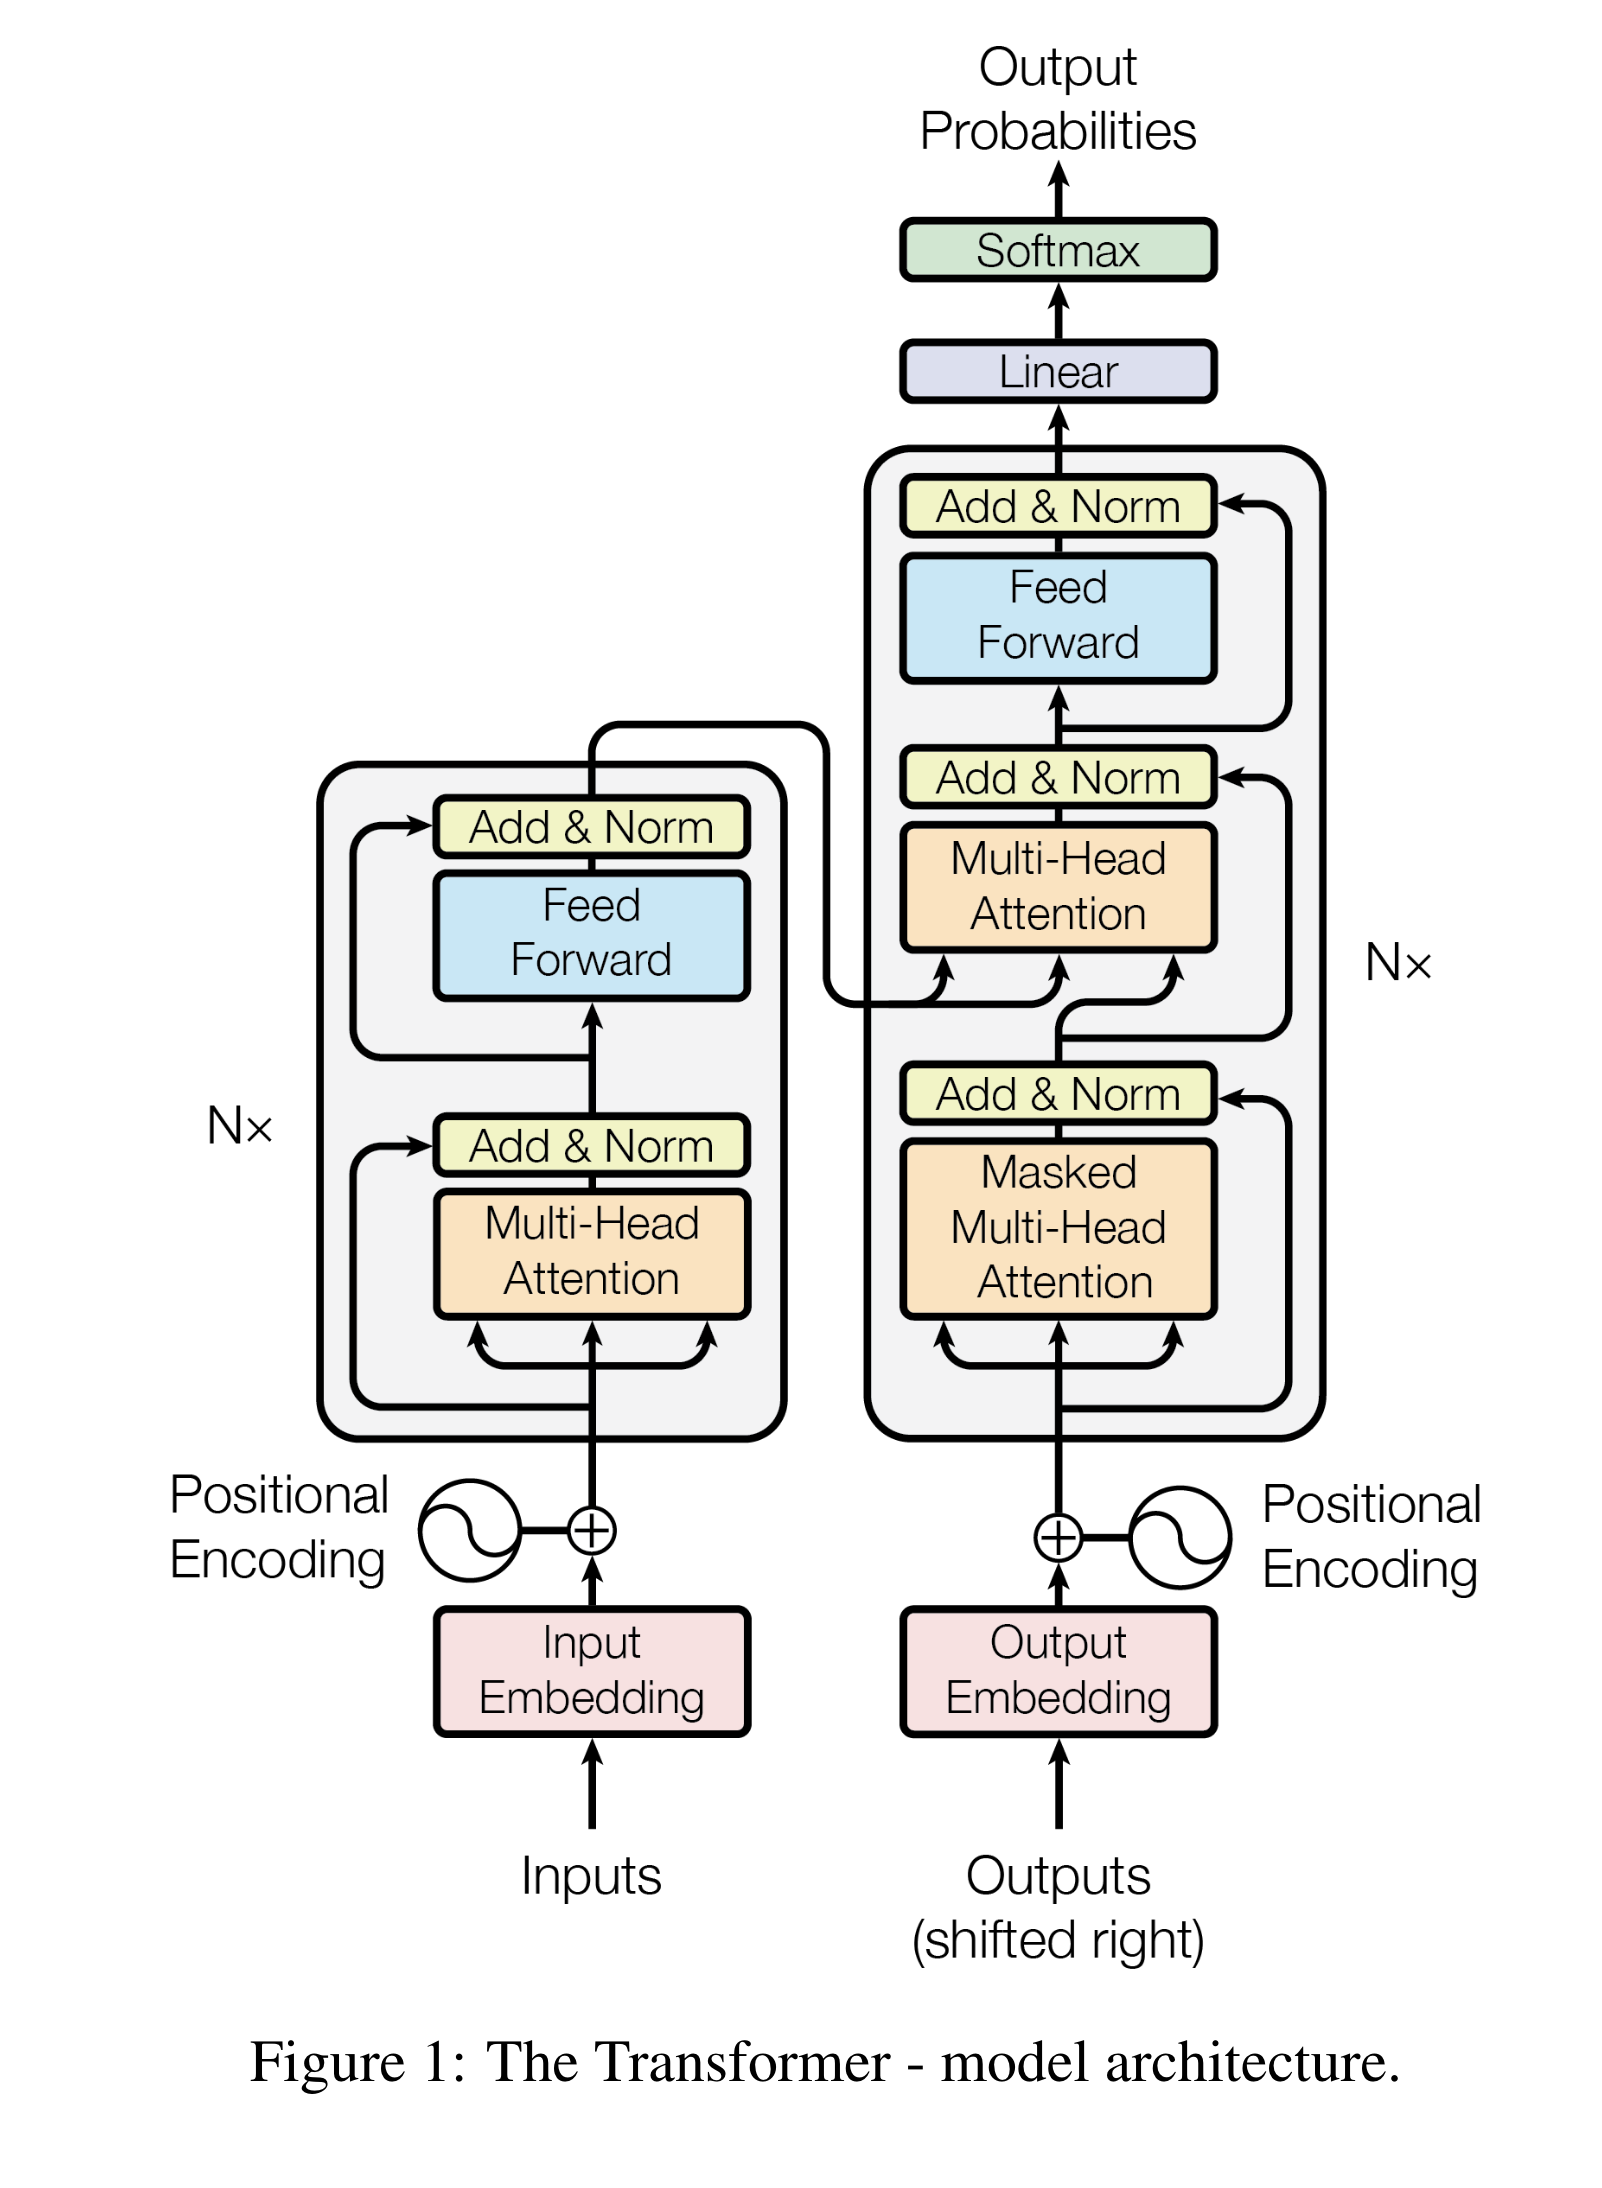 Output
Probabilities
Softmax
Linear
Add & Norm
Feed
Forward
Add & Norm
Multi-Head
Attention
Nx
Add & Norm
Masked
Multi-Head
Attention
Add & Norm
Feed
Forward
Nx
Add & Norm
Multi-Head
Attention
Positional
Encoding
Positional
Encoding
Input
Embedding
Output
Embedding
Inputs
Outputs
(shifted right)
Figure 1: The Transformer - model architecture.